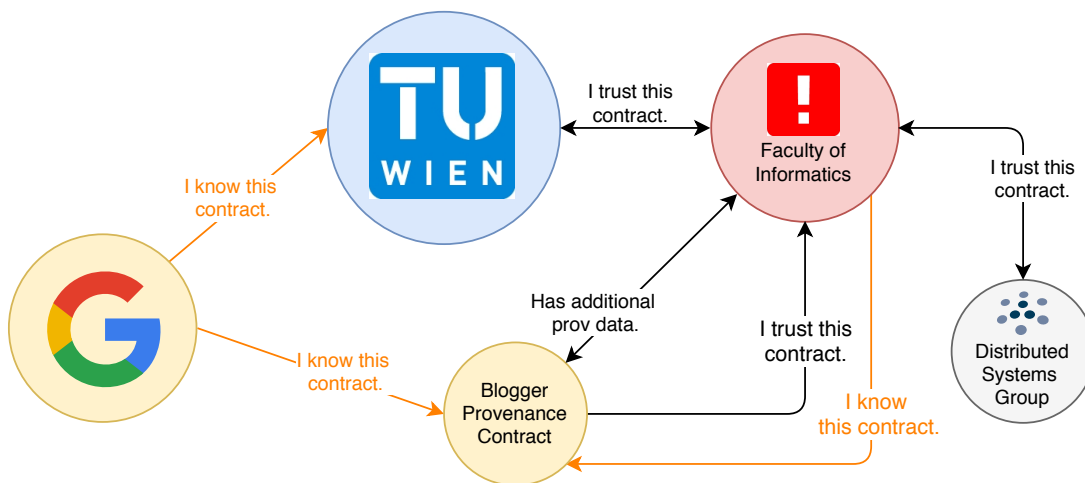 TU
WIEN
I trust this
contract.
!
Faculty of
Informatics
I trust this
contract.
I know this
contract.
G
Has additional
prov data.
I trust this
contract.
I know this
contract.
Blogger
Provenance
Contract
I know
this contract.
Distributed
Systems
Group